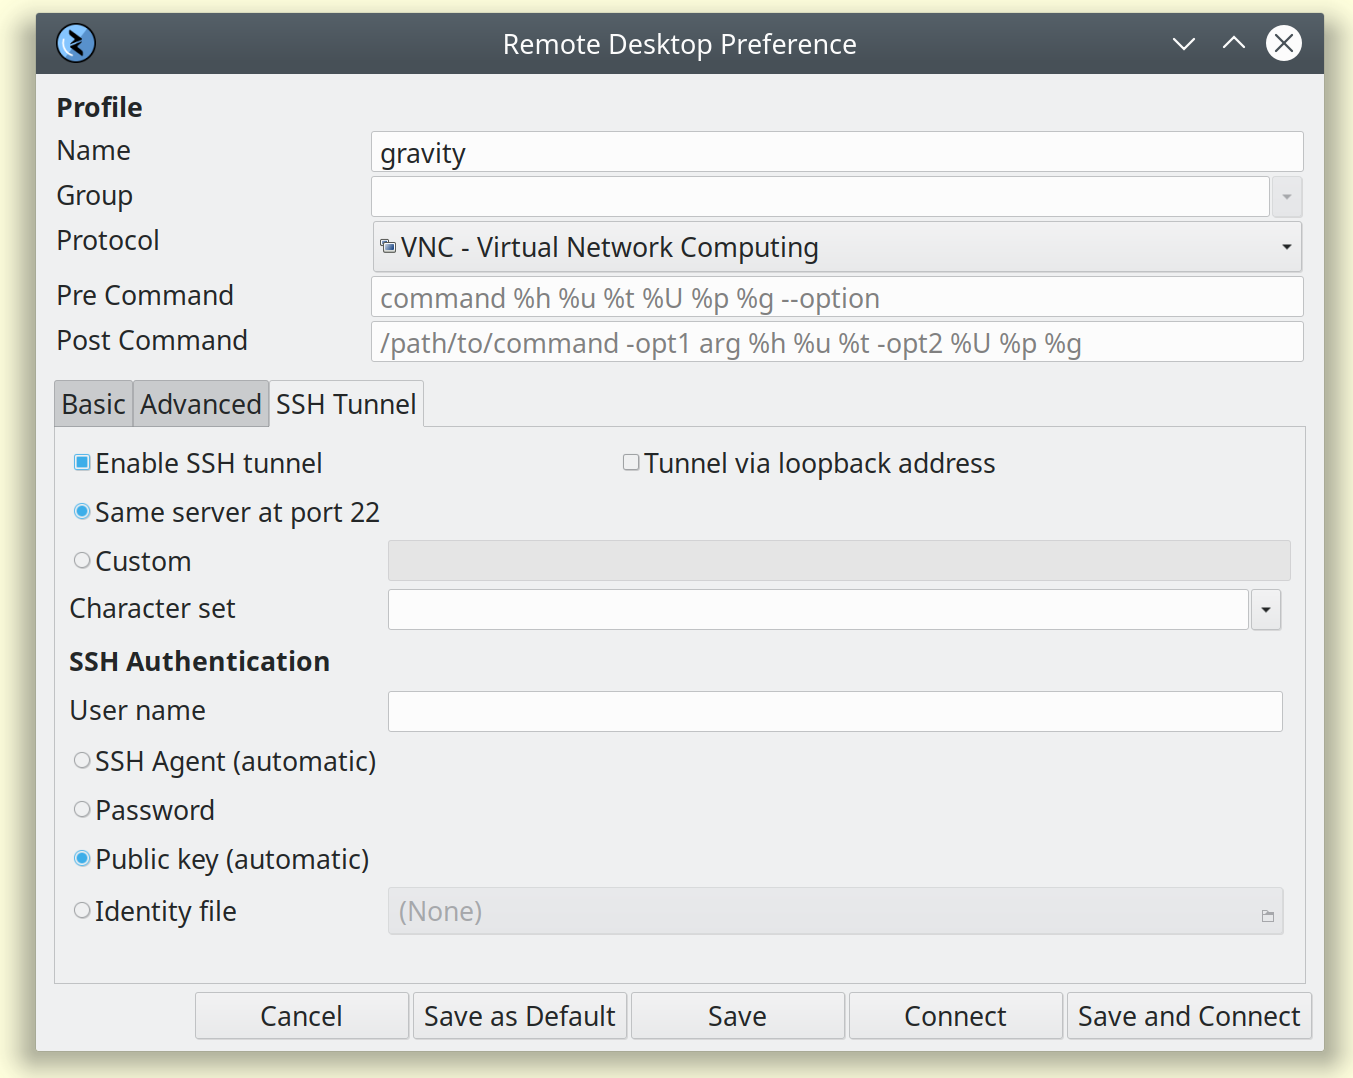 Remote Desktop Preference
Profile
Name gravity
Group
Protocol VNC - Virtual Network Computing
Pre Command command %h %u %t %U %p %g --option
Post Command /path/to/command -opt1 arg %h %u %t -opt2 %U %p %g
Basic Advanced SSH Tunnel
Enable SSH tunnel Tunnel via loopback address
Same server at port 22
Custom
Character set
SSH Authentication
User name
SSH Agent (automatic)
Password
Public key (automatic)
Identity file (None)
Cancel Save as Default Save Connect Save and Connect